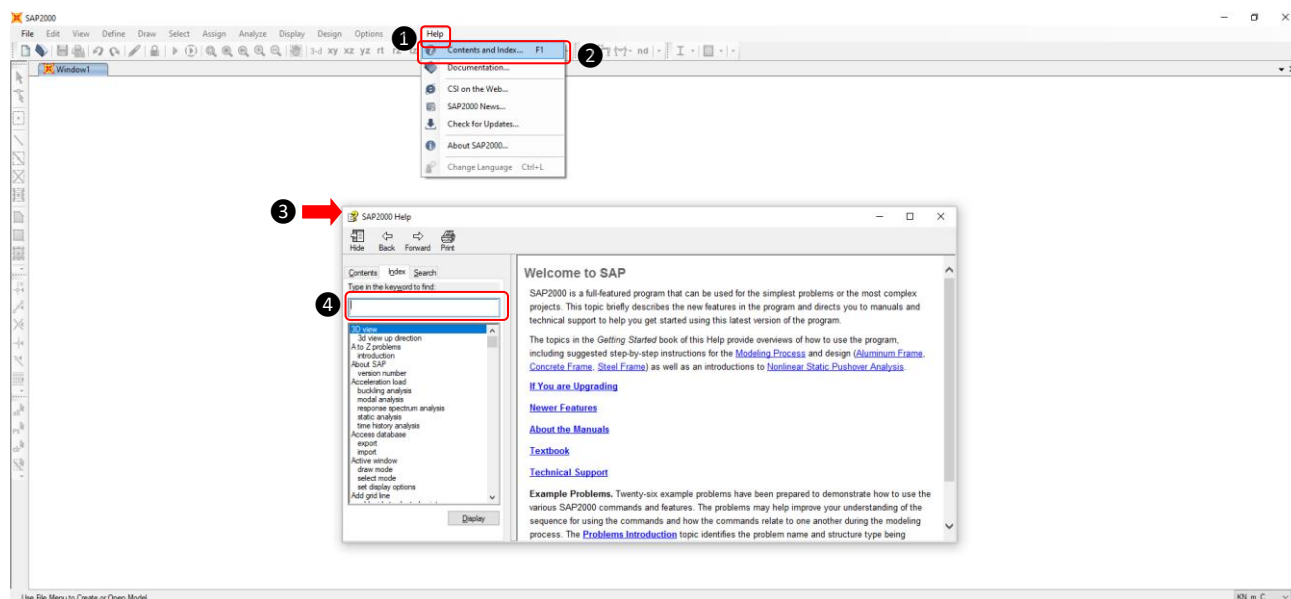 SAP2000
File Edit View Define Draw Select Assign Analyze Display Design Options Help
1
3-d xy xz yz rt rz
nd
Window1
Contents and Index... F1
2
Documentation...
CSI on the Web...
SAP2000 News...
Check for Updates...
About SAP2000...
Change Language Ctrl+L
3
SAP2000 Help
Hide Back Forward Print
Contents Index Search
Type in the keyword to find:
4
3D view
3d view up direction
A to Z problems
introduction
About SAP
version number
Acceleration load
buckling analysis
modal analysis
response spectrum analysis
static analysis
time history analysis
Access database
export
import
Active window
draw mode
select mode
set display options
Add grid line
Display
Welcome to SAP
SAP2000 is a full-featured program that can be used for the simplest problems or the most complex
projects. This topic briefly describes the new features in the program and directs you to manuals and
technical support to help you get started using this latest version of the program.
The topics in the Getting Started book of this Help provide overviews of how to use the program,
including suggested step-by-step instructions for the Modeling Process and design (Aluminum Frame,
Concrete Frame, Steel Frame) as well as an introductions to Nonlinear Static Pushover Analysis.
If You are Upgrading
Newer Features
About the Manuals
Textbook
Technical Support
Example Problems. Twenty-six example problems have been prepared to demonstrate how to use the
various SAP2000 commands and features. The problems may help improve your understanding of the
sequence for using the commands and how the commands relate to one another during the modeling
process. The Problems Introduction topic identifies the problem name and structure type being
Use File Menu to Create or Open Model
KN, m, C